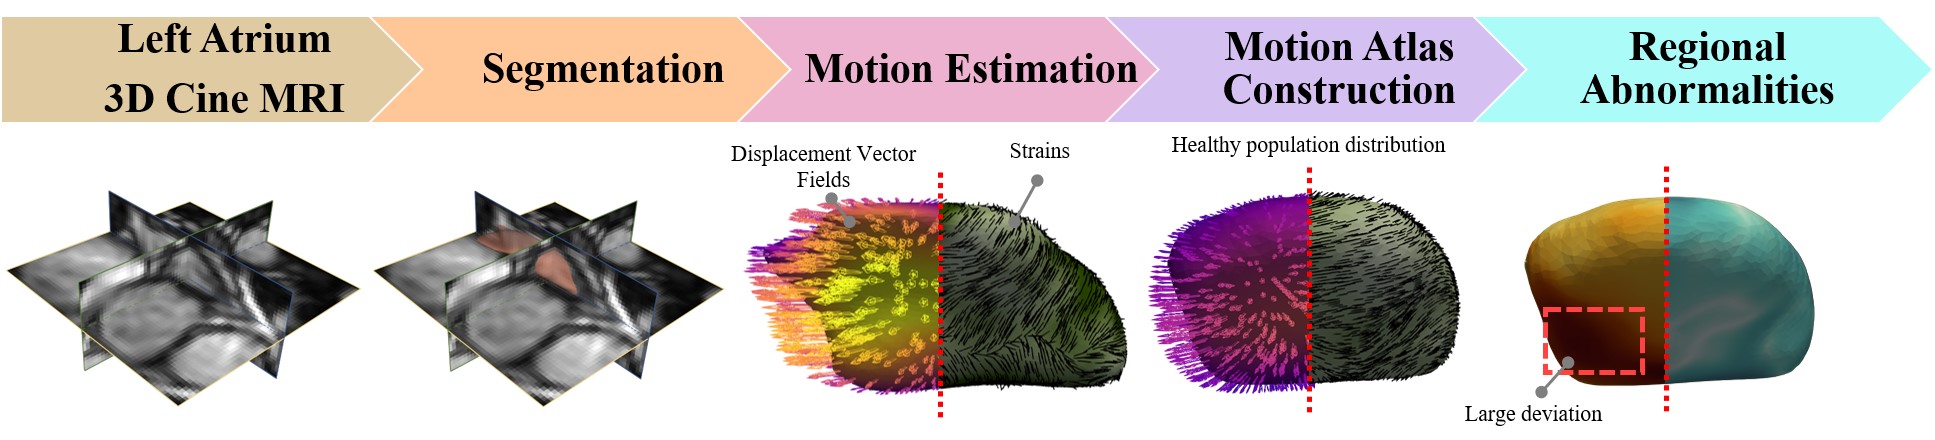 Left Atrium
3D Cine MRI
Segmentation
Motion Estimation
Motion Atlas
Construction
Regional
Abnormalities
Displacement Vector
Fields
Strains
Healthy population distribution
Large deviation